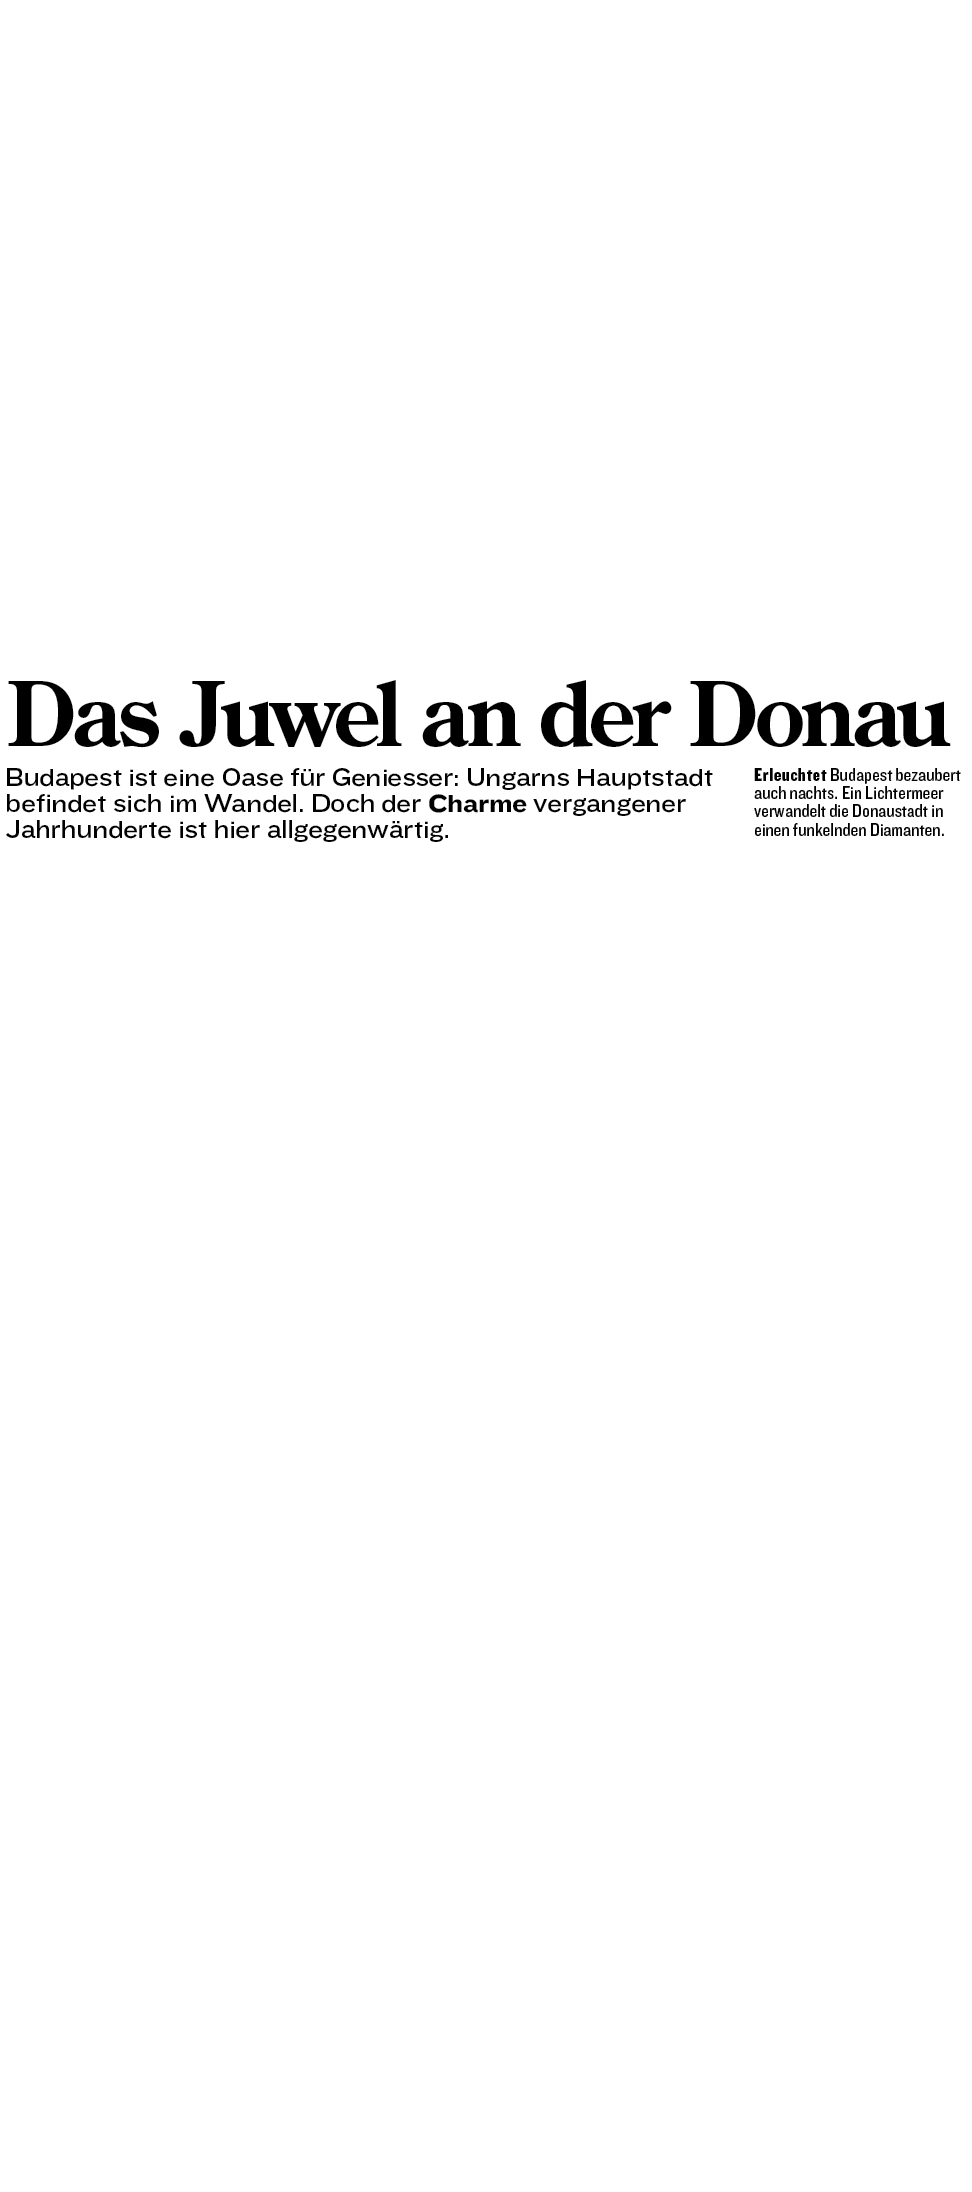 Das Juwel an der Donau
Budapest ist eine Oase für Geniesser: Ungarns Hauptstadt
befindet sich im Wandel. Doch der Charme vergangener
Jahrhunderte ist hier allgegenwärtig.
Erleuchtet Budapest bezaubert
auch nachts. Ein Lichtermeer
verwandelt die Donaustadt in
einen funkelnden Diamanten.